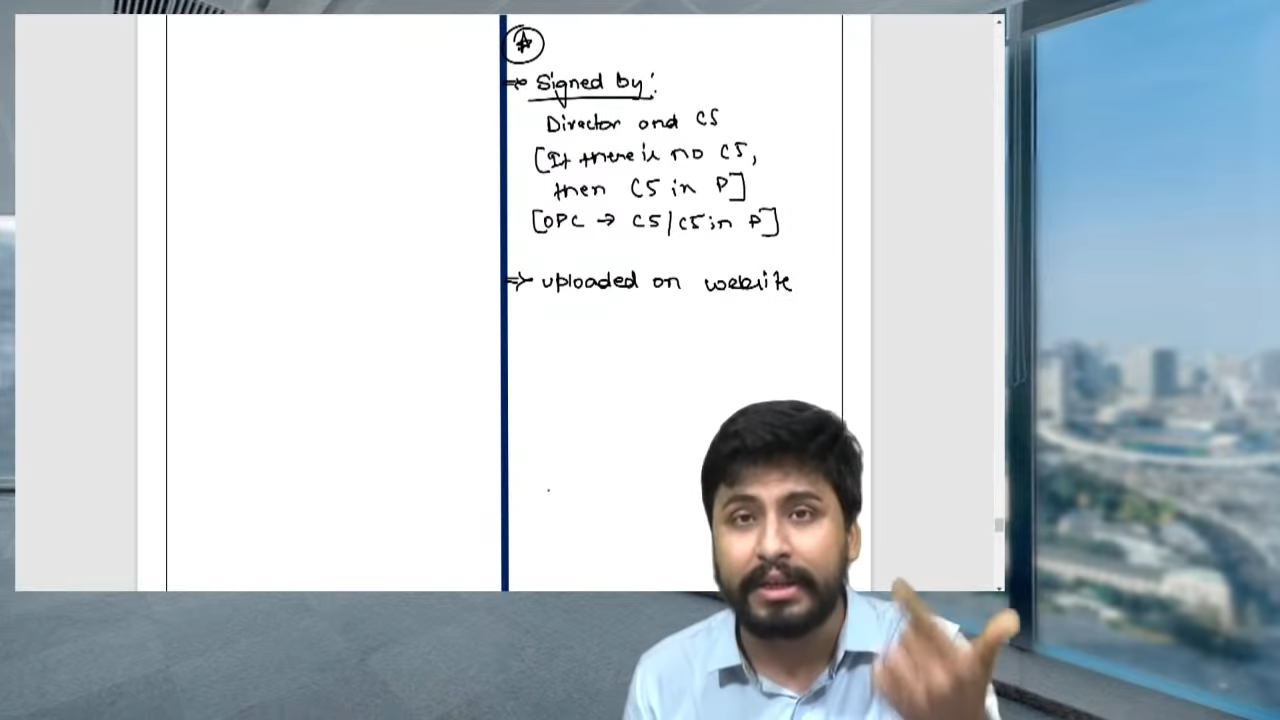 ⇒ Signed by:
Director and CS
[If there is no CS,
then CS in P]
[OPC → CS/CS in P]
⇒ uploaded on website